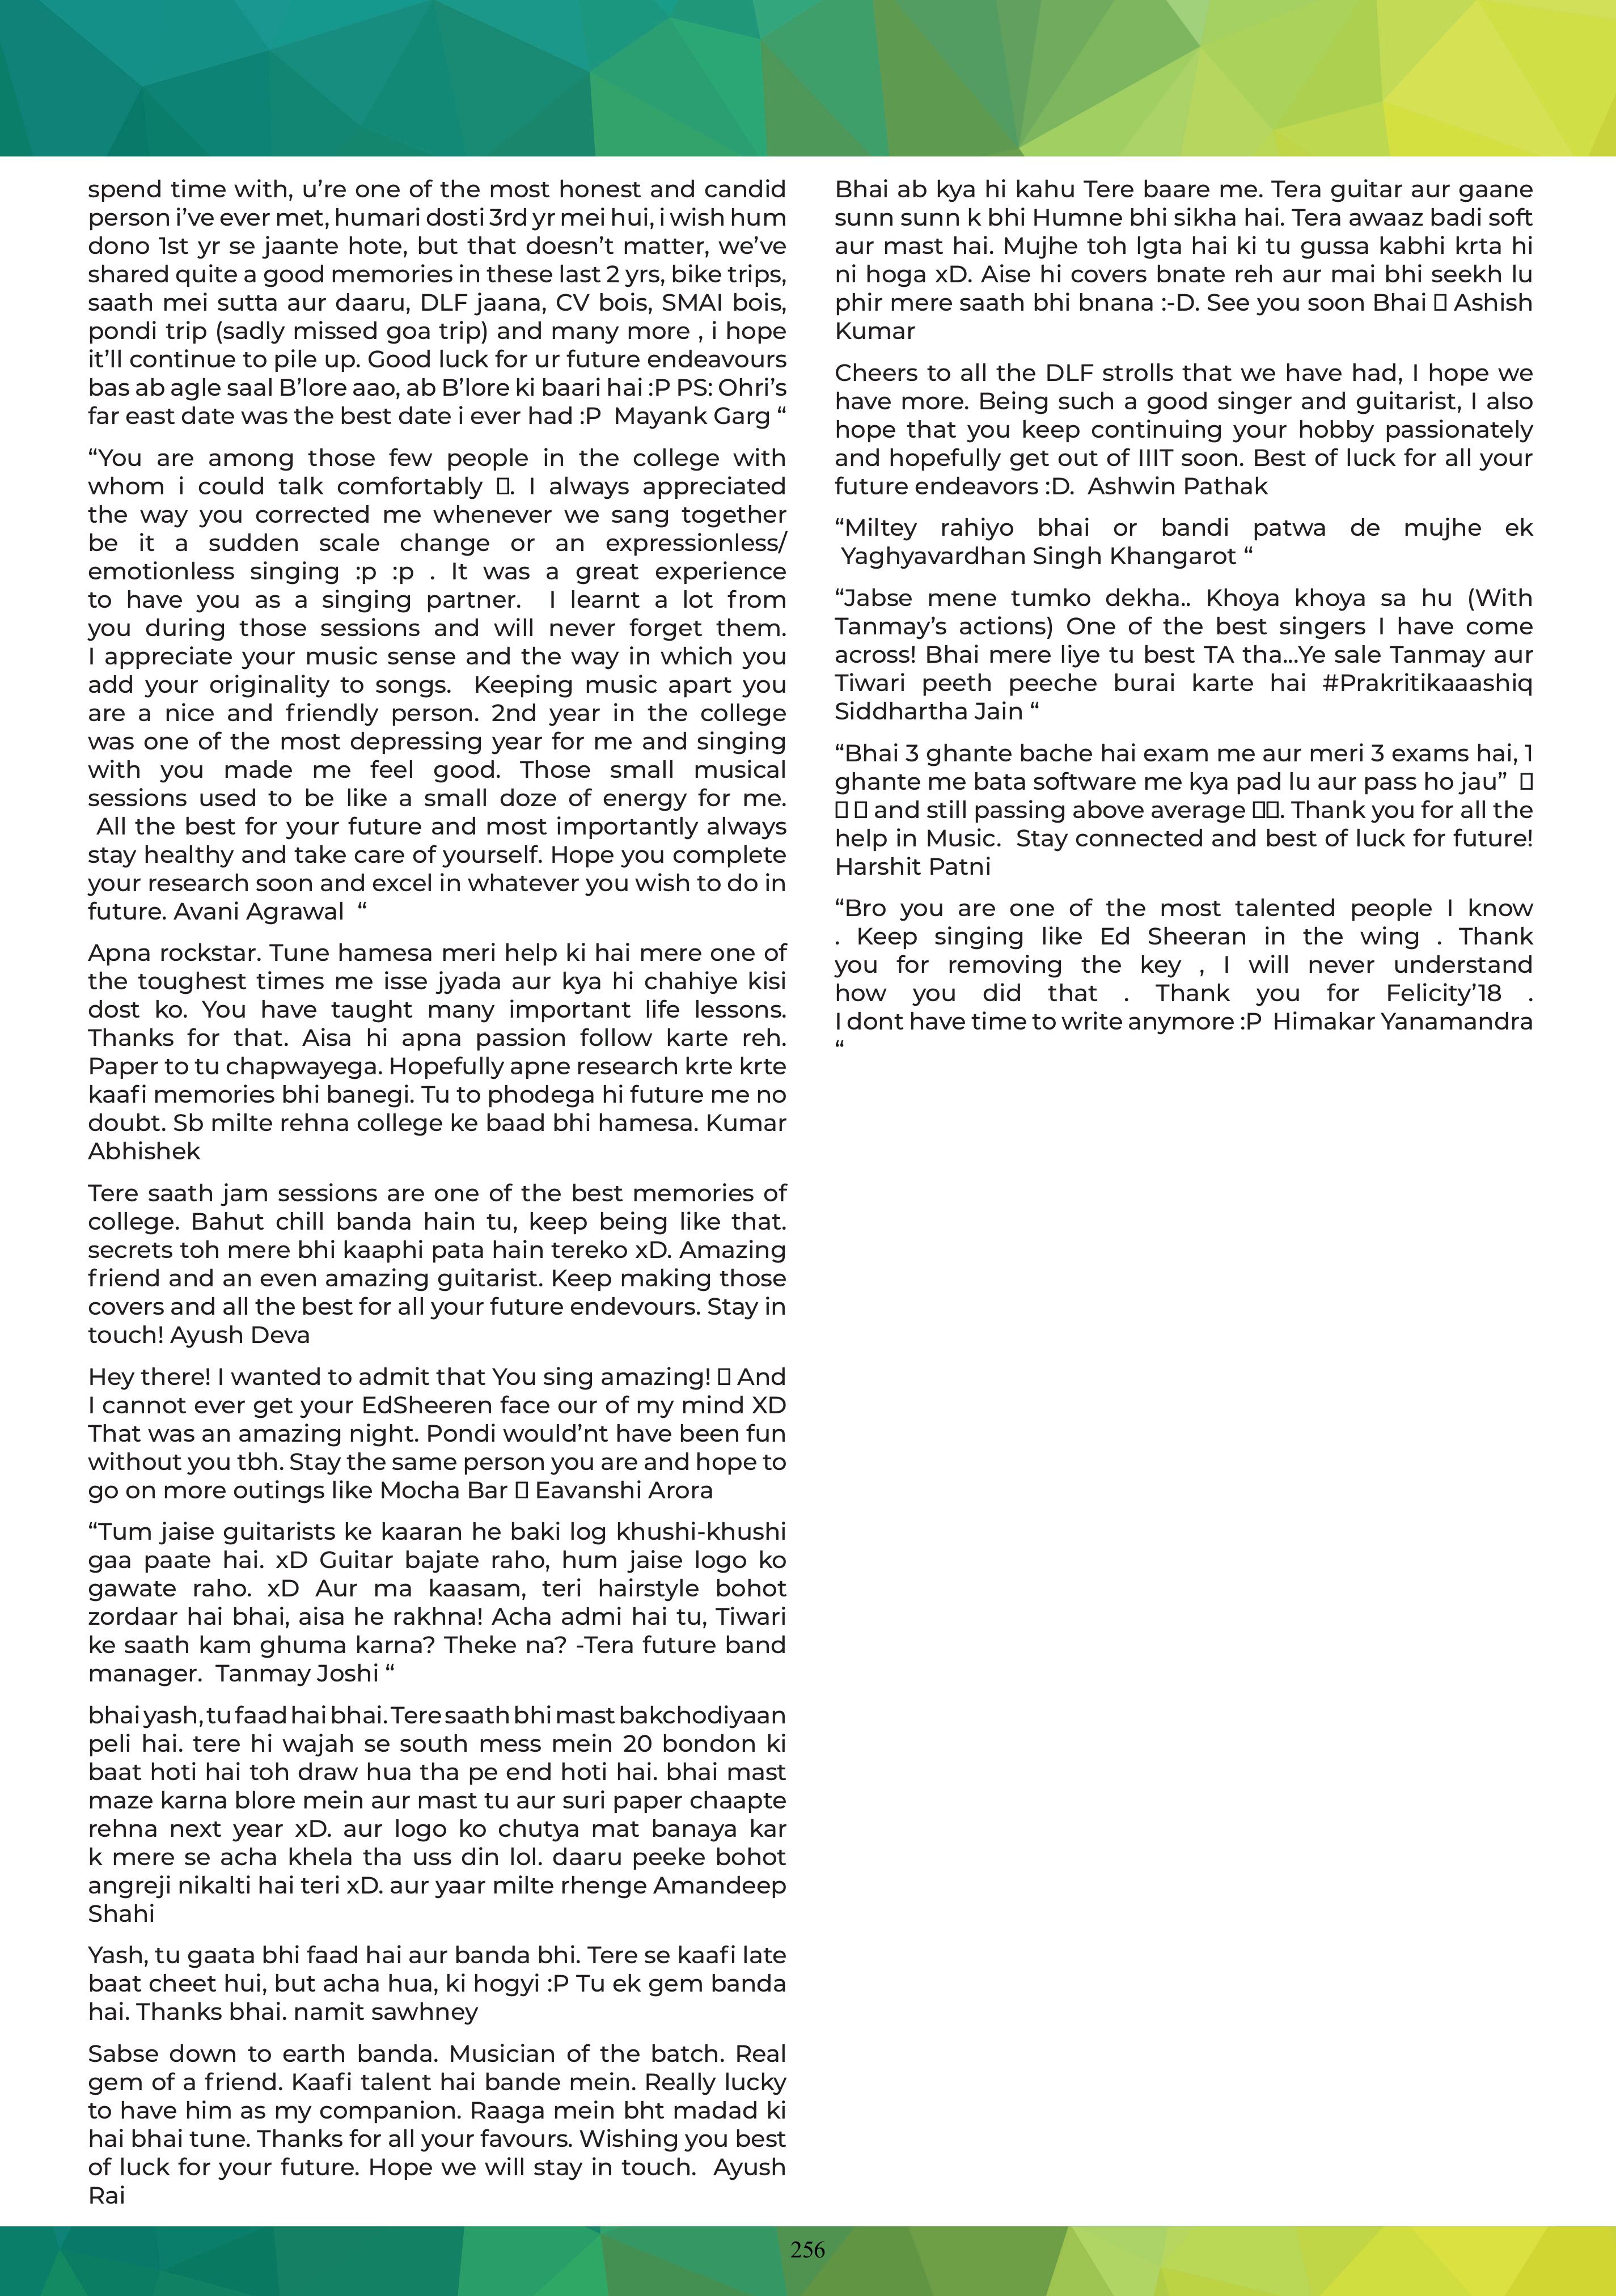 spend time with, u’re one of the most honest and candid
person i’ve ever met, humari dosti 3rd yr mei hui, i wish hum
dono 1st yr se jaante hote, but that doesn’t matter, we’ve
shared quite a good memories in these last 2 yrs, bike trips,
saath mei sutta aur daaru, DLF jaana, CV bois, SMAI bois,
pondi trip (sadly missed goa trip) and many more , i hope
it’ll continue to pile up. Good luck for ur future endeavours
bas ab agle saal B’lore aao, ab B’lore ki baari hai :P PS: Ohri’s
far east date was the best date i ever had :P  Mayank Garg “
“You are among those few people in the college with
whom i could talk comfortably . I always appreciated
the way you corrected me whenever we sang together
be it a sudden scale change or an expressionless/
emotionless singing :p :p . It was a great experience
to have you as a singing partner.  I learnt a lot from
you during those sessions and will never forget them.
I appreciate your music sense and the way in which you
add your originality to songs.  Keeping music apart you
are a nice and friendly person. 2nd year in the college
was one of the most depressing year for me and singing
with you made me feel good. Those small musical
sessions used to be like a small doze of energy for me.
All the best for your future and most importantly always
stay healthy and take care of yourself. Hope you complete
your research soon and excel in whatever you wish to do in
future. Avani Agrawal  “
Apna rockstar. Tune hamesa meri help ki hai mere one of
the toughest times me isse jyada aur kya hi chahiye kisi
dost ko. You have taught many important life lessons.
Thanks for that. Aisa hi apna passion follow karte reh.
Paper to tu chapwayega. Hopefully apne research krte krte
kaafi memories bhi banegi. Tu to phodega hi future me no
doubt. Sb milte rehna college ke baad bhi hamesa. Kumar
Abhishek
Tere saath jam sessions are one of the best memories of
college. Bahut chill banda hain tu, keep being like that.
secrets toh mere bhi kaaphi pata hain tereko xD. Amazing
friend and an even amazing guitarist. Keep making those
covers and all the best for all your future endevours. Stay in
touch! Ayush Deva
Hey there! I wanted to admit that You sing amazing! And
I cannot ever get your EdSheeren face our of my mind XD
That was an amazing night. Pondi would’nt have been fun
without you tbh. Stay the same person you are and hope to
go on more outings like Mocha Bar Eavanshi Arora
“Tum jaise guitarists ke kaaran he baki log khushi-khushi
gaa paate hai. xD Guitar bajate raho, hum jaise logo ko
gawate raho. xD Aur ma kaasam, teri hairstyle bohot
zordaar hai bhai, aisa he rakhna! Acha admi hai tu, Tiwari
ke saath kam ghuma karna? Theke na? -Tera future band
manager.  Tanmay Joshi “
bhai yash, tu faad hai bhai. Tere saath bhi mast bakchodiyaan
peli hai. tere hi wajah se south mess mein 20 bondon ki
baat hoti hai toh draw hua tha pe end hoti hai. bhai mast
maze karna blore mein aur mast tu aur suri paper chaapte
rehna next year xD. aur logo ko chutya mat banaya kar
k mere se acha khela tha uss din lol. daaru peeke bohot
angreji nikalti hai teri xD. aur yaar milte rhenge Amandeep
Shahi
Yash, tu gaata bhi faad hai aur banda bhi. Tere se kaafi late
baat cheet hui, but acha hua, ki hogyi :P Tu ek gem banda
hai. Thanks bhai. namit sawhney
Sabse down to earth banda. Musician of the batch. Real
gem of a friend. Kaafi talent hai bande mein. Really lucky
to have him as my companion. Raaga mein bht madad ki
hai bhai tune. Thanks for all your favours. Wishing you best
of luck for your future. Hope we will stay in touch.  Ayush
Rai
Bhai ab kya hi kahu Tere baare me. Tera guitar aur gaane
sunn sunn k bhi Humne bhi sikha hai. Tera awaaz badi soft
aur mast hai. Mujhe toh lgta hai ki tu gussa kabhi krta hi
ni hoga xD. Aise hi covers bnate reh aur mai bhi seekh lu
phir mere saath bhi bnana :-D. See you soon Bhai Ashish
Kumar
Cheers to all the DLF strolls that we have had, I hope we
have more. Being such a good singer and guitarist, I also
hope that you keep continuing your hobby passionately
and hopefully get out of IIIT soon. Best of luck for all your
future endeavors :D.  Ashwin Pathak
“Miltey rahiyo bhai or bandi patwa de mujhe ek
Yaghyavardhan Singh Khangarot “
“Jabse mene tumko dekha.. Khoya khoya sa hu (With
Tanmay’s actions) One of the best singers I have come
across! Bhai mere liye tu best TA tha...Ye sale Tanmay aur
Tiwari peeth peeche burai karte hai #Prakritikaaashiq
Siddhartha Jain “
“Bhai 3 ghante bache hai exam me aur meri 3 exams hai, 1
ghante me bata software me kya pad lu aur pass ho jau”
and still passing above average . Thank you for all the
help in Music.  Stay connected and best of luck for future!
Harshit Patni
“Bro you are one of the most talented people I know
. Keep singing like Ed Sheeran in the wing . Thank
you for removing the key , I will never understand
how you did that . Thank you for Felicity’18 .
I dont have time to write anymore :P  Himakar Yanamandra
“
256